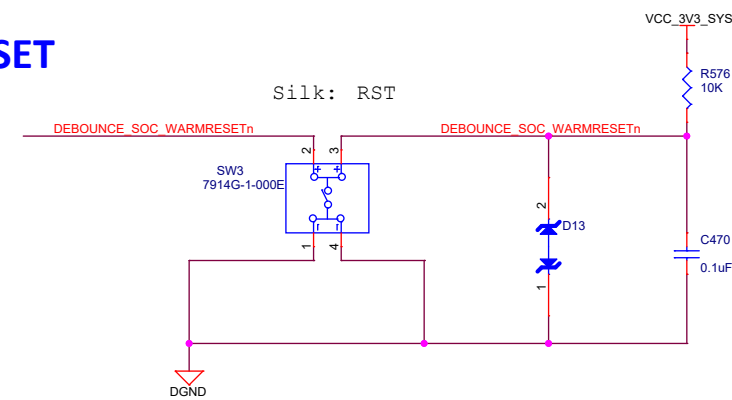 VCC_3V3_SYS
SET
R576
10K
Silk: RST
DEBOUNCE_SOC_WARMRESETn
DEBOUNCE_SOC_WARMRESETn
2
3
SW3
7914G-1-000E
2
D13
1
4
1
C470
0.1uF
DGND